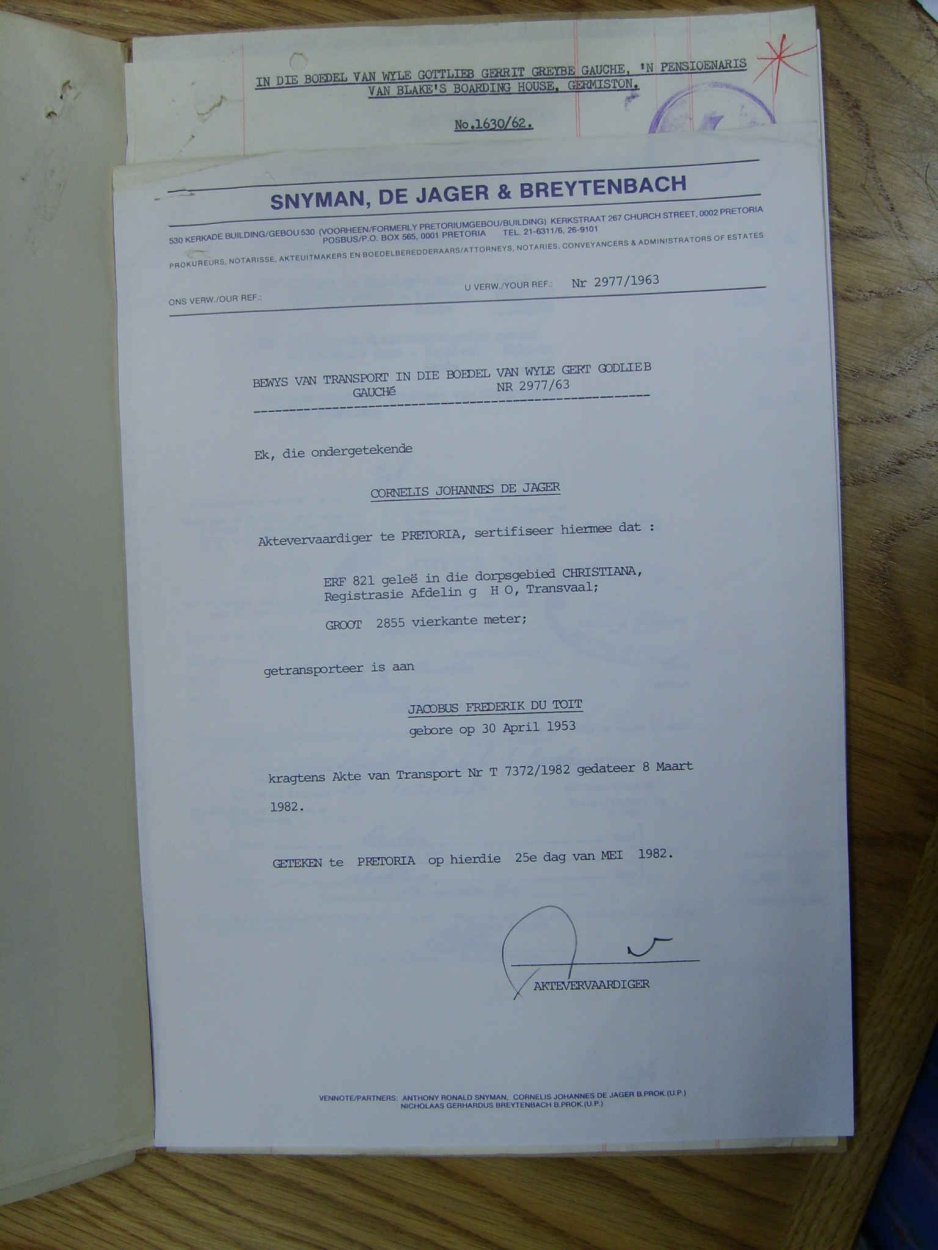 IN DIE BOEDEL VAN WYLE GOTTLIEB GERRIT GREYBE GAUCHE, 'N PENSIOENARIS
VAN BLAKE'S BOARDING HOUSE, GERMISTON.
No.1630/62.
SNYMAN, DE JAGER & BREYTENBACH
530 KERKADE BUILDING/GEBOU 530 (VOORHEEN/FORMERLY PRETORIUMGEBOU/BUILDING) KERKSTRAAT 267 CHURCH STREET, 0002 PRETORIA
POSBUS/P.O. BOX 565, 0001 PRETORIA TEL. 21-6311/6, 26-9101
PROKUREURS, NOTARISSE, AKTEUITMAKERS EN BOEDELBEREDDERAARS/ATTORNEYS, NOTARIES, CONVEYANCERS & ADMINISTRATORS OF ESTATES
ONS VERW./OUR REF.: U VERW./YOUR REF.: Nr 2977/1963
BEWYS VAN TRANSPORT IN DIE BOEDEL VAN WYLE GERT GODLIEB
GAUCHé NR 2977/63
Ek, die ondergetekende
CORNELIS JOHANNES DE JAGER
Aktevervaardiger te PRETORIA, sertifiseer hiermee dat :
ERF 821 geleë in die dorpsgebied CHRISTIANA,
Registrasie Afdelin g H O, Transvaal;
GROOT 2855 vierkante meter;
getransporteer is aan
JACOBUS FREDERIK DU TOIT
gebore op 30 April 1953
kragtens Akte van Transport Nr T 7372/1982 gedateer 8 Maart
1982.
GETEKEN te PRETORIA op hierdie 25e dag van MEI 1982.
AKTEVERVAARDIGER
VENNOTE/PARTNERS: ANTHONY RONALD SNYMAN, CORNELIS JOHANNES DE JAGER B.PROK.(U.P.)
NICHOLAAS GERHARDUS BREYTENBACH B.PROK.(U.P.)